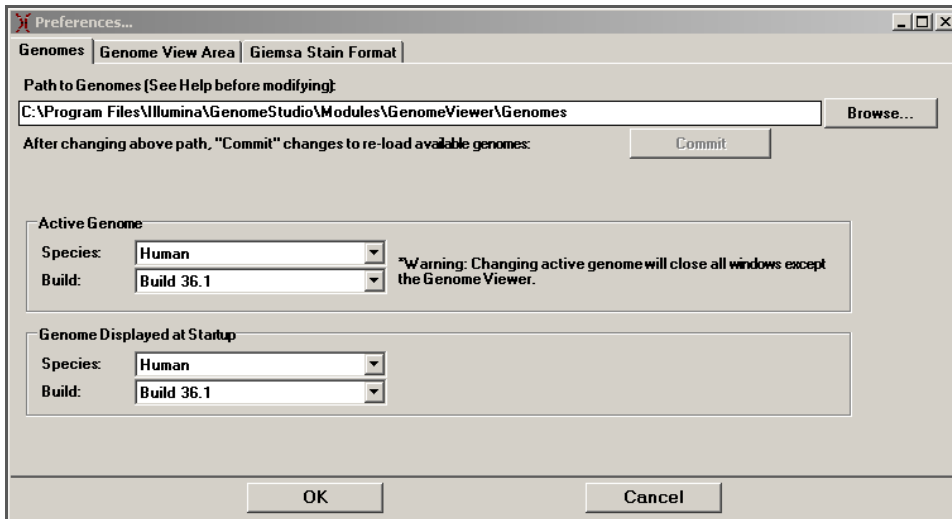 Preferences...
Genomes Genome View Area Giemsa Stain Format
Path to Genomes (See Help before modifying):
C:\Program Files\Illumina\GenomeStudio\Modules\GenomeViewer\Genomes Browse...
After changing above path, "Commit" changes to re-load available genomes: Commit
Active Genome
Species: Human
Build: Build 36.1
*Warning: Changing active genome will close all windows except
the Genome Viewer.
Genome Displayed at Startup
Species: Human
Build: Build 36.1
OK Cancel